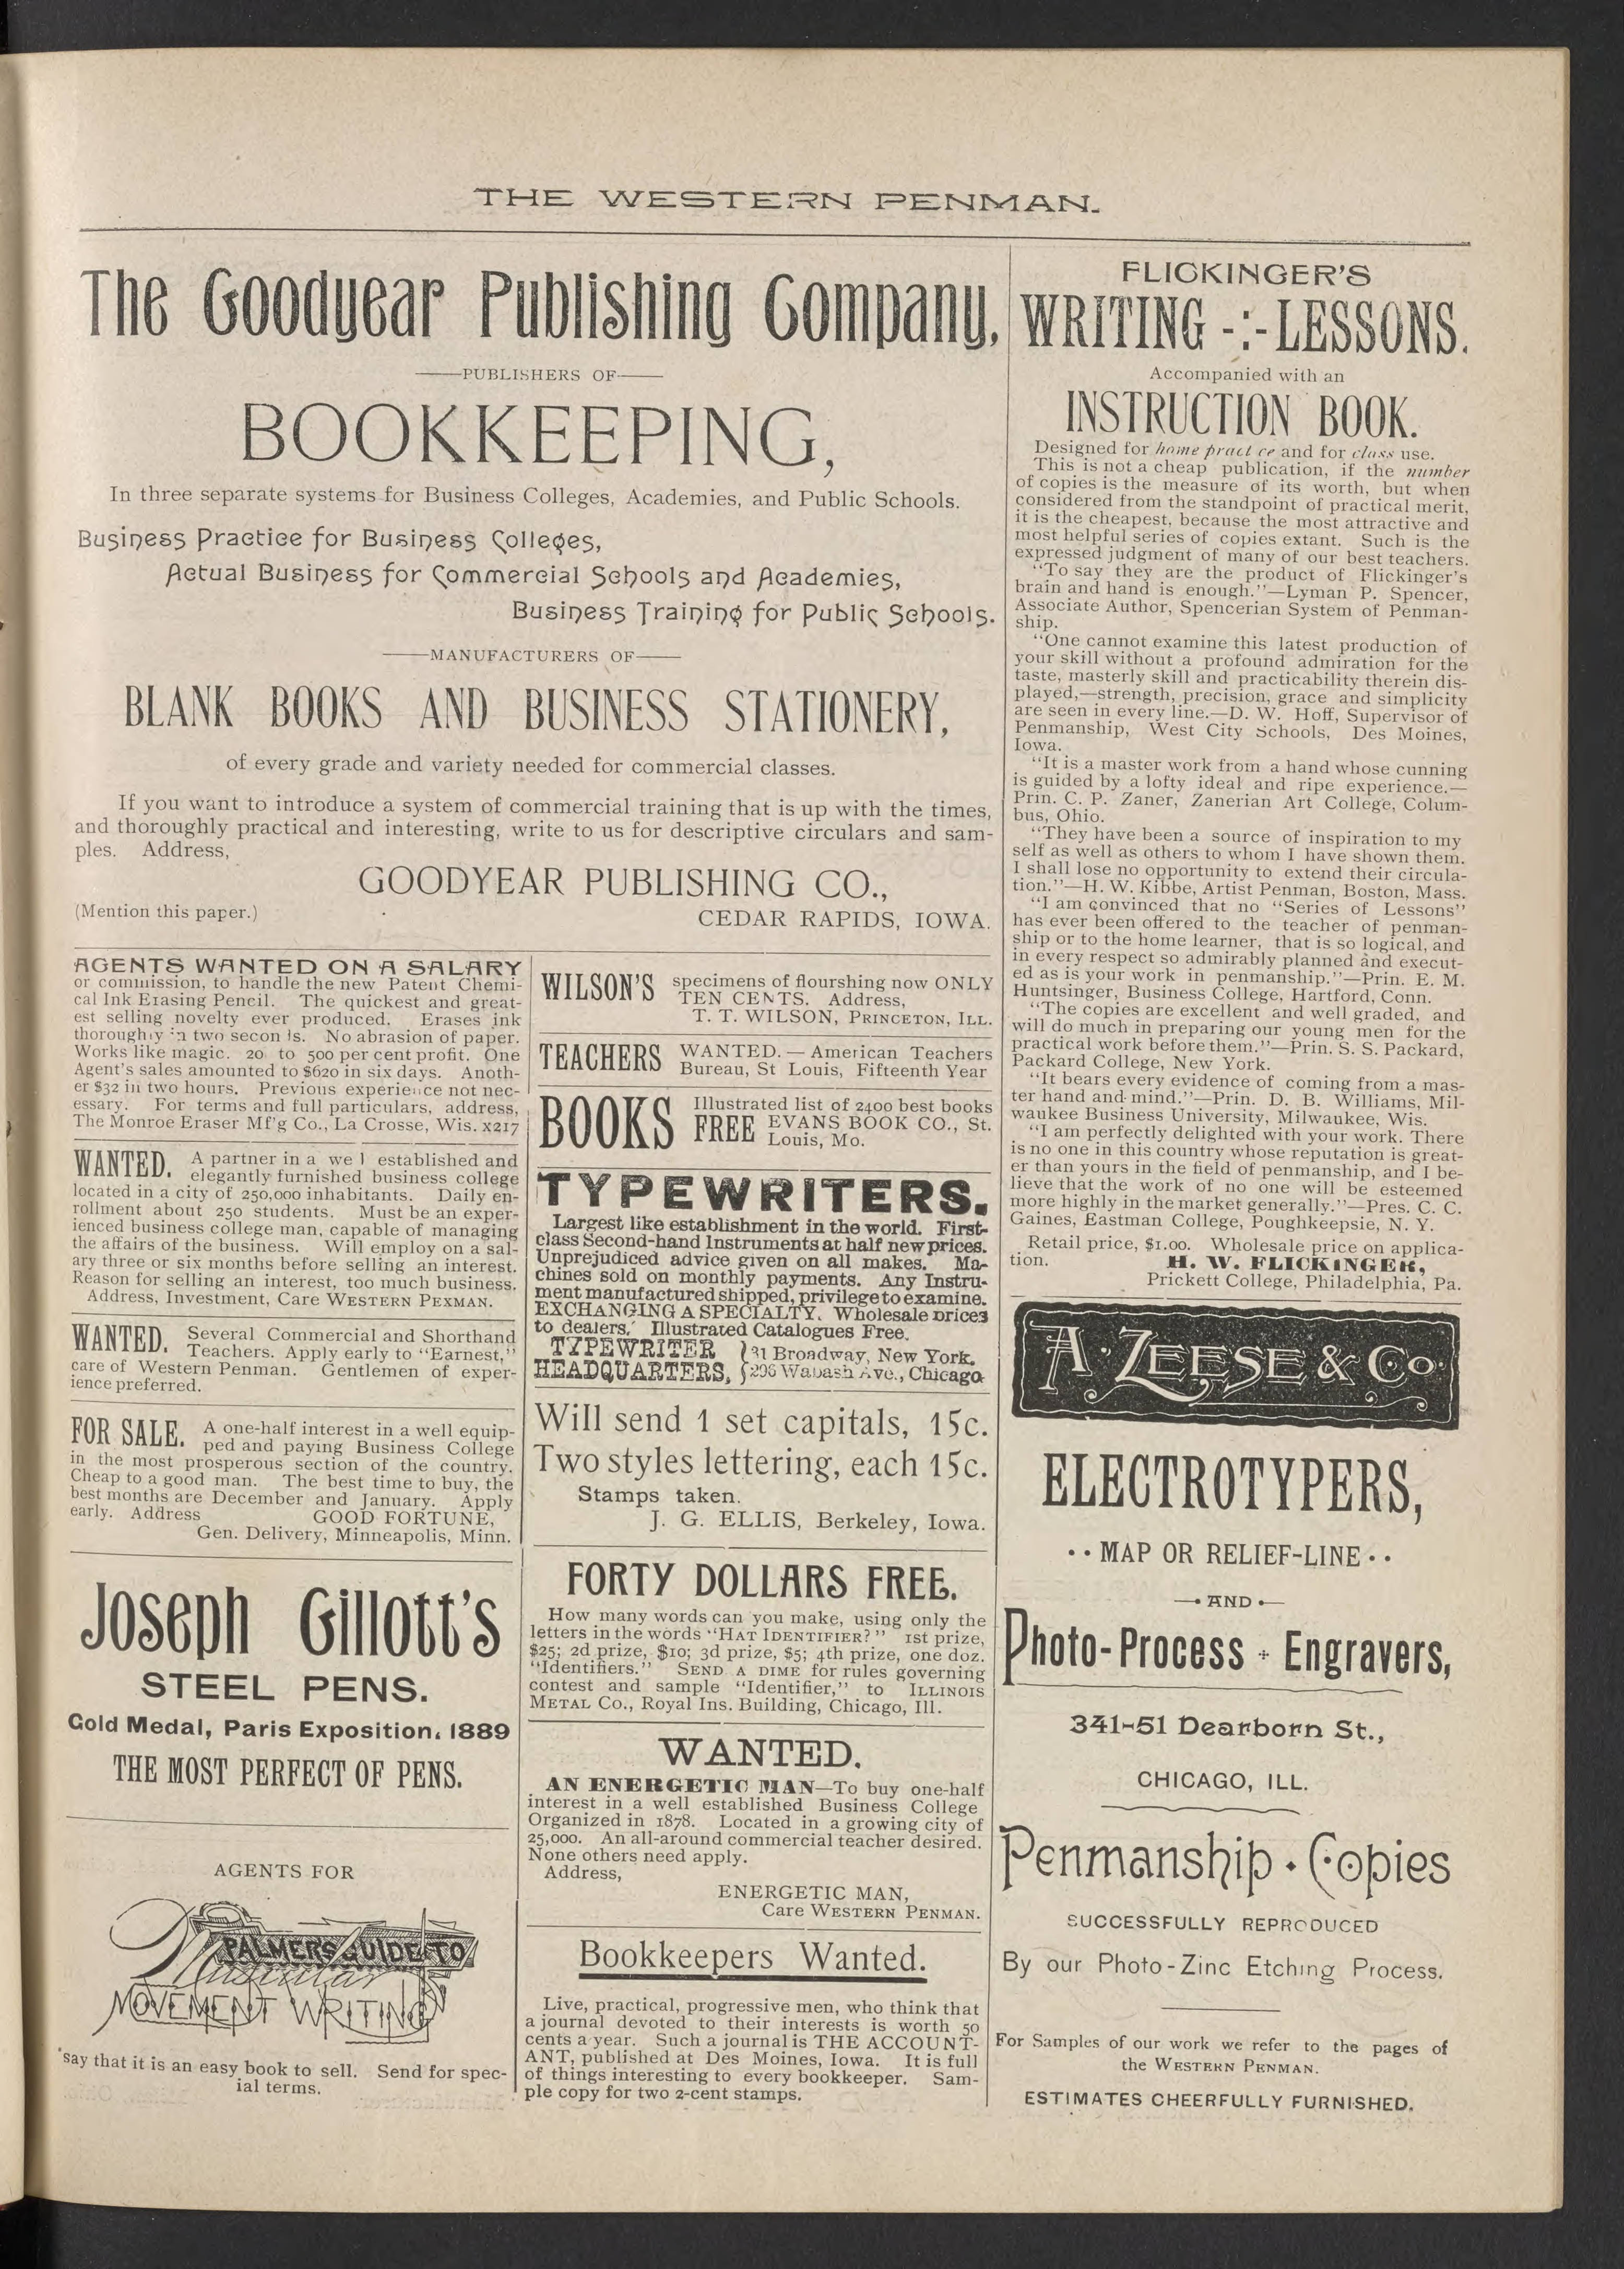 THE WESTERN PENMAN.
The Goodyear Publishing Company,
PUBLISHERS OF
BOOKKEEPING,
In three separate systems for Business Colleges, Academies, and Public Schools.
Business Practice for Business Colleges,
Actual Business for Commercial Schools and Academies,
Business Training for Public Schools.
MANUFACTURERS OF
BLANK BOOKS AND BUSINESS STATIONERY,
of every grade and variety needed for commercial classes.
If you want to introduce a system of commercial training that is up with the times,
and thoroughly practical and interesting, write to us for descriptive circulars and sam-
ples. Address,
GOODYEAR PUBLISHING CO.,
(Mention this paper.)
CEDAR RAPIDS, IOWA.
AGENTS WANTED ON A SALARY
or commission, to handle the new Patent Chemi-
cal Ink Erasing Pencil. The quickest and great-
est selling novelty ever produced. Erases ink
thoroughly in two seconds. No abrasion of paper.
Works like magic. 20 to 500 per cent profit. One
Agent's sales amounted to $620 in six days. Anoth-
er $32 in two hours. Previous experience not nec-
essary. For terms and full particulars, address,
The Monroe Eraser Mf'g Co., La Crosse, Wis. X217
WANTED. A partner in a we l established and
elegantly furnished business college
located in a city of 250,000 inhabitants. Daily en-
rollment about 250 students. Must be an exper-
ienced business college man, capable of managing
the affairs of the business. Will employ on a sal-
ary three or six months before selling an interest.
Reason for selling an interest, too much business.
Address, Investment, Care WESTERN PEXMAN.
WANTED. Several Commercial and Shorthand
Teachers. Apply early to "Earnest,"
care of Western Penman. Gentlemen of exper-
ience preferred.
FOR SALE. A one-half interest in a well equip-
ped and paying Business College
in the most prosperous section of the country.
Cheap to a good man. The best time to buy, the
best months are December and January. Apply
early. Address GOOD FORTUNE,
Gen. Delivery, Minneapolis, Minn.
Joseph Gillott's
STEEL PENS.
Gold Medal, Paris Exposition, 1889
THE MOST PERFECT OF PENS.
AGENTS FOR
PALMER'S GUIDE TO
Muscular
MOVEMENT WRITING
say that it is an easy book to sell. Send for spec-
ial terms.
WILSON'S specimens of flourishing now ONLY
TEN CENTS. Address,
T. T. WILSON, PRINCETON, ILL.
TEACHERS WANTED.—American Teachers
Bureau, St Louis, Fifteenth Year
BOOKS Illustrated list of 2400 best books
FREE EVANS BOOK CO., St.
Louis, Mo.
TYPEWRITERS.
Largest like establishment in the world. First-
class Second-hand Instruments at half new prices.
Unprejudiced advice given on all makes. Ma-
chines sold on monthly payments. Any Instru-
ment manufactured shipped, privilege to examine.
EXCHANGING A SPECIALTY. Wholesale prices
to dealers. Illustrated Catalogues Free.
TYPEWRITER 31 Broadway, New York.
HEADQUARTERS, 296 Wabash Ave., Chicago
Will send 1 set capitals, 15c.
Two styles lettering, each 15c.
Stamps taken.
J. G. ELLIS, Berkeley, Iowa.
FORTY DOLLARS FREE.
How many words can you make, using only the
letters in the words "HAT IDENTIFIER?" 1st prize,
$25; 2d prize, $10; 3d prize, $5; 4th prize, one doz.
"Identifiers." SEND A DIME for rules governing
contest and sample "Identifier," to ILLINOIS
METAL CO., Royal Ins. Building, Chicago, Ill.
WANTED.
AN ENERGETIC MAN—To buy one-half
interest in a well established Business College
Organized in 1878. Located in a growing city of
25,000. An all-around commercial teacher desired.
None others need apply.
Address,
ENERGETIC MAN,
Care WESTERN PENMAN.
Bookkeepers Wanted.
Live, practical, progressive men, who think that
a journal devoted to their interests is worth 50
cents a year. Such a journal is THE ACCOUNT-
ANT, published at Des Moines, Iowa. It is full
of things interesting to every bookkeeper. Sam-
ple copy for two 2-cent stamps.
FLICKINGER'S
WRITING -:- LESSONS.
Accompanied with an
INSTRUCTION BOOK.
Designed for home pract ce and for class use.
This is not a cheap publication, if the number
of copies is the measure of its worth, but when
considered from the standpoint of practical merit,
it is the cheapest, because the most attractive and
most helpful series of copies extant. Such is the
expressed judgment of many of our best teachers.
"To say they are the product of Flickinger's
brain and hand is enough."—Lyman P. Spencer,
Associate Author, Spencerian System of Penman-
ship.
"One cannot examine this latest production of
your skill without a profound admiration for the
taste, masterly skill and practicability therein dis-
played,—strength, precision, grace and simplicity
are seen in every line.—D. W. Hoff, Supervisor of
Penmanship, West City Schools, Des Moines,
Iowa.
"It is a master work from a hand whose cunning
is guided by a lofty ideal and ripe experience.—
Prin. C. P. Zaner, Zanerian Art College, Colum-
bus, Ohio.
"They have been a source of inspiration to my
self as well as others to whom I have shown them.
I shall lose no opportunity to extend their circula-
tion."—H. W. Kibbe, Artist Penman, Boston, Mass.
"I am convinced that no "Series of Lessons"
has ever been offered to the teacher of penman-
ship or to the home learner, that is so logical, and
in every respect so admirably planned and execut-
ed as is your work in penmanship."—Prin. E. M.
Huntsinger, Business College, Hartford, Conn.
"The copies are excellent and well graded, and
will do much in preparing our young men for the
practical work before them."—Prin. S. S. Packard,
Packard College, New York.
"It bears every evidence of coming from a mas-
ter hand and mind."—Prin. D. B. Williams, Mil-
waukee Business University, Milwaukee, Wis.
"I am perfectly delighted with your work. There
is no one in this country whose reputation is great-
er than yours in the field of penmanship, and I be-
lieve that the work of no one will be esteemed
more highly in the market generally."—Pres. C. C.
Gaines, Eastman College, Poughkeepsie, N. Y.
Retail price, $1.00. Wholesale price on applica-
tion. H. W. FLICKINGER,
Prickett College, Philadelphia, Pa.
A. ZEESE & CO.
ELECTROTYPERS,
MAP OR RELIEF-LINE
AND
Photo-Process + Engravers,
341-51 Dearborn St.,
CHICAGO, ILL.
Penmanship · Copies
SUCCESSFULLY REPRODUCED
By our Photo-Zinc Etching Process.
For Samples of our work we refer to the pages of
the WESTERN PENMAN.
ESTIMATES CHEERFULLY FURNISHED.